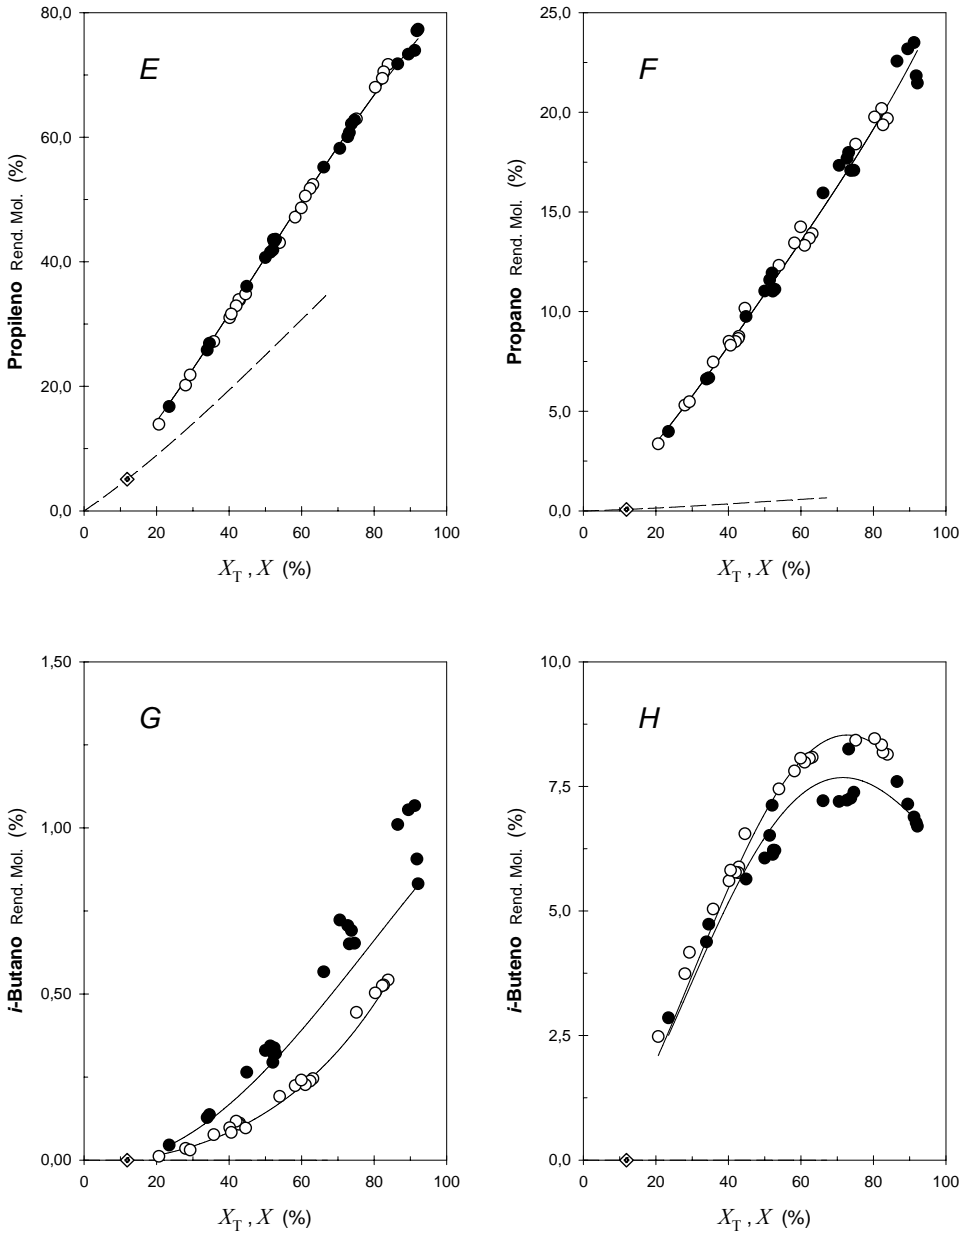 80,0
60,0
40,0
20,0
0,0
E
Propileno Rend. Mol. (%)
0 20 40 60 80 100
X_T , X (%)
25,0
20,0
15,0
10,0
5,0
0,0
F
Propano Rend. Mol. (%)
0 20 40 60 80 100
X_T , X (%)
1,50
1,00
0,50
0,00
G
i-Butano Rend. Mol. (%)
0 20 40 60 80 100
X_T , X (%)
10,0
7,5
5,0
2,5
0,0
H
i-Buteno Rend. Mol. (%)
0 20 40 60 80 100
X_T , X (%)